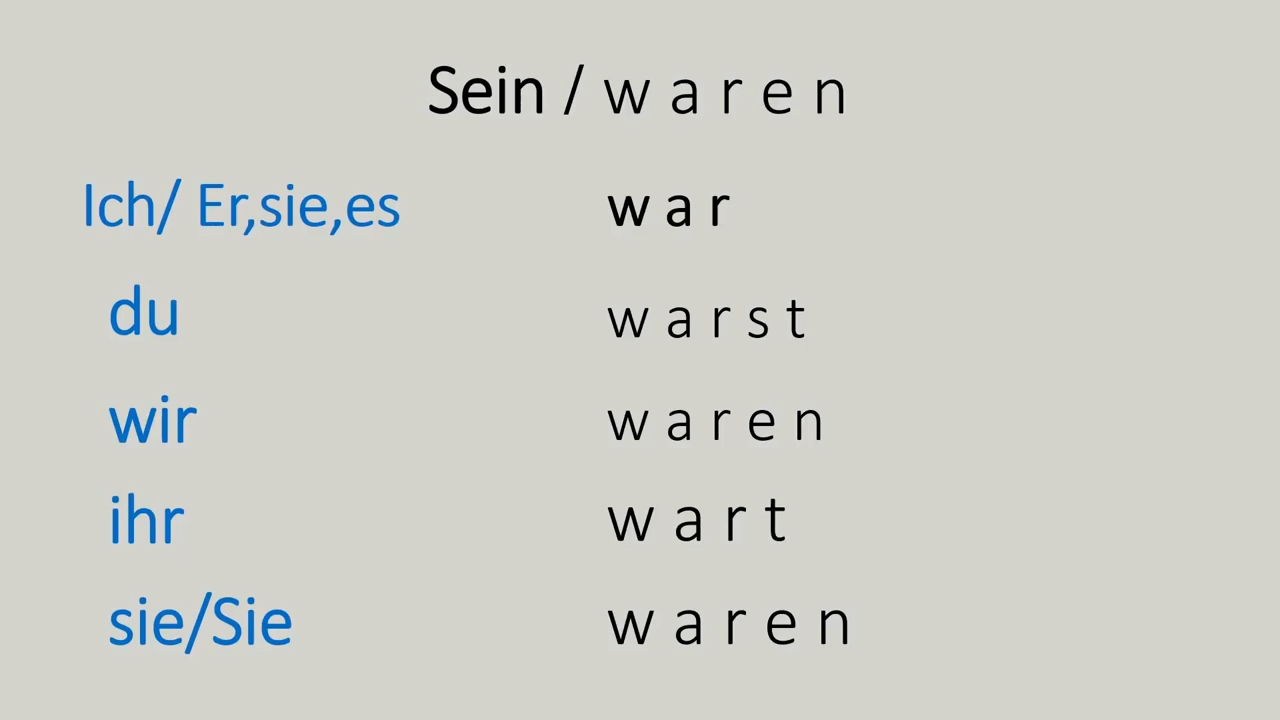 Sein / w a r e n
Ich/ Er,sie,es w a r
du w a r s t
wir w a r e n
ihr w a r t
sie/Sie w a r e n